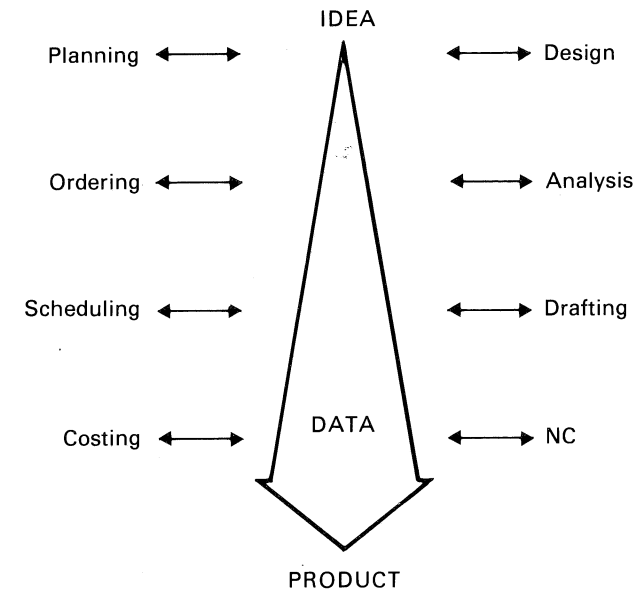 IDEA
Planning
Design
Ordering
Analysis
Scheduling
Drafting
DATA
Costing
NC
PRODUCT